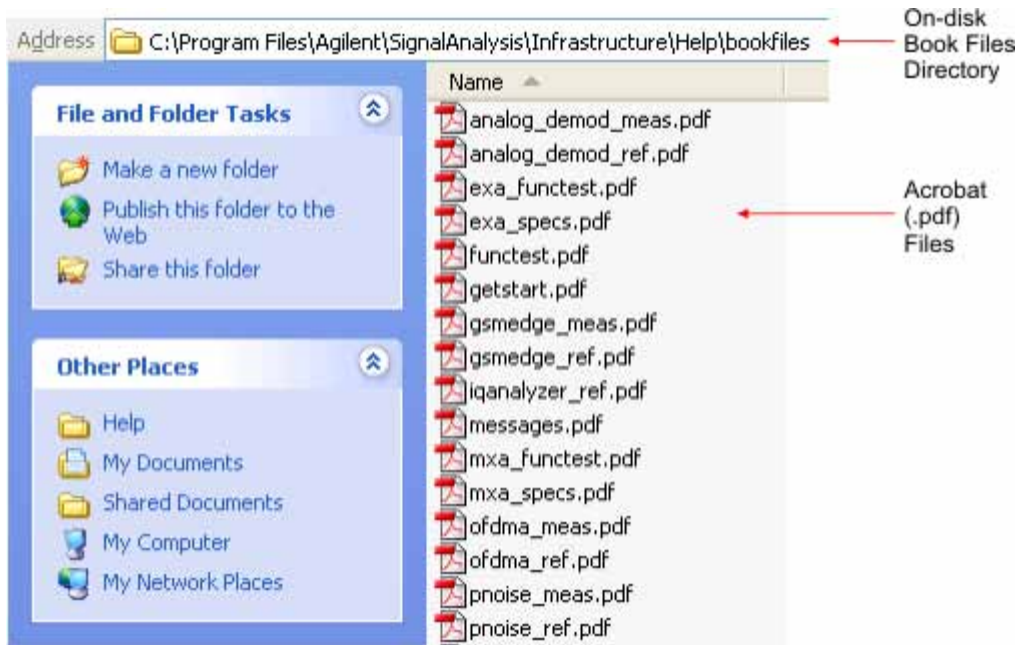 Address C:\Program Files\Agilent\SignalAnalysis\Infrastructure\Help\bookfiles
On-disk
Book Files
Directory
File and Folder Tasks
Make a new folder
Publish this folder to the
Web
Share this folder
Other Places
Help
My Documents
Shared Documents
My Computer
My Network Places
Name
analog_demod_meas.pdf
analog_demod_ref.pdf
exa_functest.pdf
exa_specs.pdf
functest.pdf
getstart.pdf
gsmedge_meas.pdf
gsmedge_ref.pdf
iqanalyzer_ref.pdf
messages.pdf
mxa_functest.pdf
mxa_specs.pdf
ofdma_meas.pdf
ofdma_ref.pdf
pnoise_meas.pdf
pnoise_ref.pdf
Acrobat
(.pdf)
Files